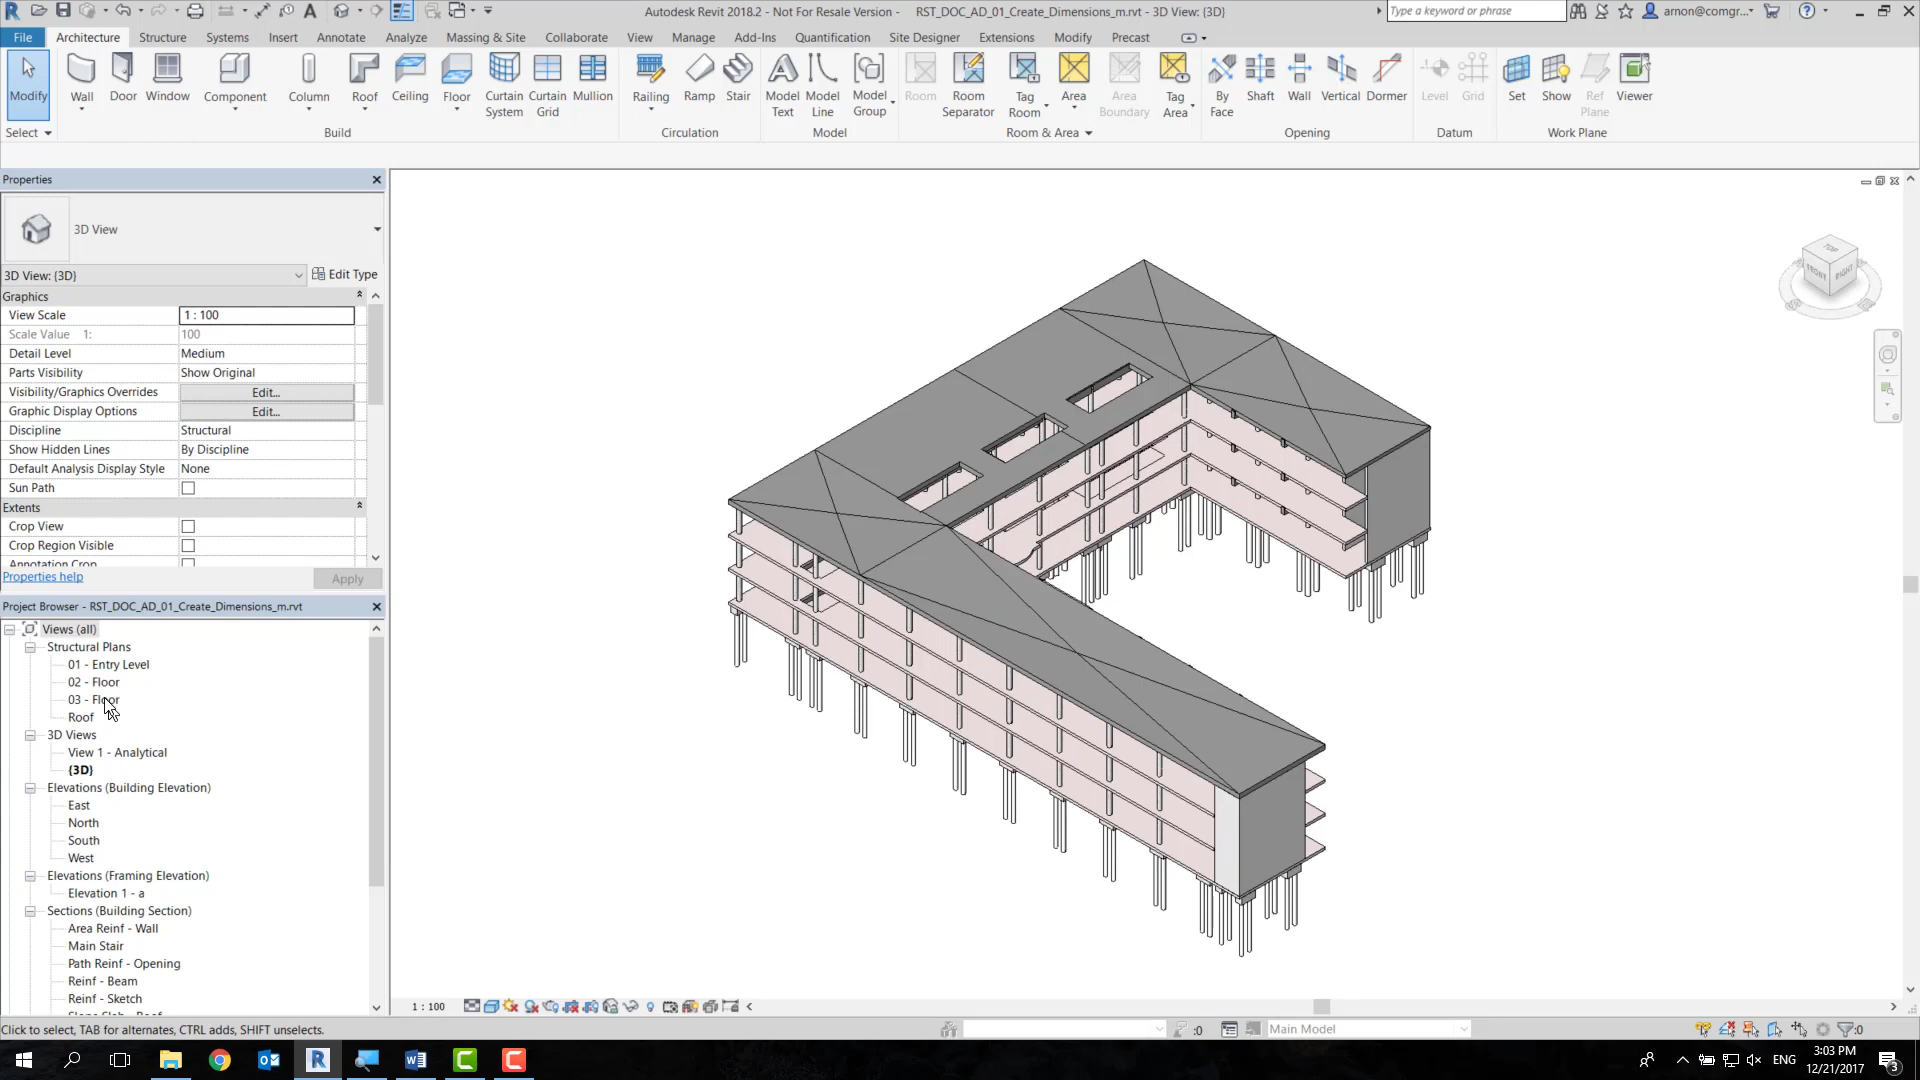 Autodesk Revit 2018.2 - Not For Resale Version - RST_DOC_AD_01_Create_Dimensions_m.rvt - 3D View: {3D}
Type a keyword or phrase
arnon@comgr...
File Architecture Structure Systems Insert Annotate Analyze Massing & Site Collaborate View Manage Add-Ins Quantification Site Designer Extensions Modify Precast
Modify Wall Door Window Component Column Roof Ceiling Floor Curtain System Curtain Grid Mullion Railing Ramp Stair Model Text Model Line Model Group Room Room Separator Tag Room Area Area Boundary Tag Area By Face Shaft Wall Vertical Dormer Level Grid Set Show Ref Plane Viewer
Select Build Circulation Model Room & Area Opening Datum Work Plane
Properties
3D View
3D View: {3D} Edit Type
Graphics
View Scale 1 : 100
Scale Value 1: 100
Detail Level Medium
Parts Visibility Show Original
Visibility/Graphics Overrides Edit...
Graphic Display Options Edit...
Discipline Structural
Show Hidden Lines By Discipline
Default Analysis Display Style None
Sun Path
Extents
Crop View
Crop Region Visible
Annotation Crop
Properties help Apply
Project Browser - RST_DOC_AD_01_Create_Dimensions_m.rvt
Views (all)
Structural Plans
01 - Entry Level
02 - Floor
03 - Floor
Roof
3D Views
View 1 - Analytical
{3D}
Elevations (Building Elevation)
East
North
South
West
Elevations (Framing Elevation)
Elevation 1 - a
Sections (Building Section)
Area Reinf - Wall
Main Stair
Path Reinf - Opening
Reinf - Beam
Reinf - Sketch
TOP
FRONT RIGHT
1 : 100
Click to select, TAB for alternates, CTRL adds, SHIFT unselects.
:0
Main Model
:0
ENG
3:03 PM
12/21/2017
3